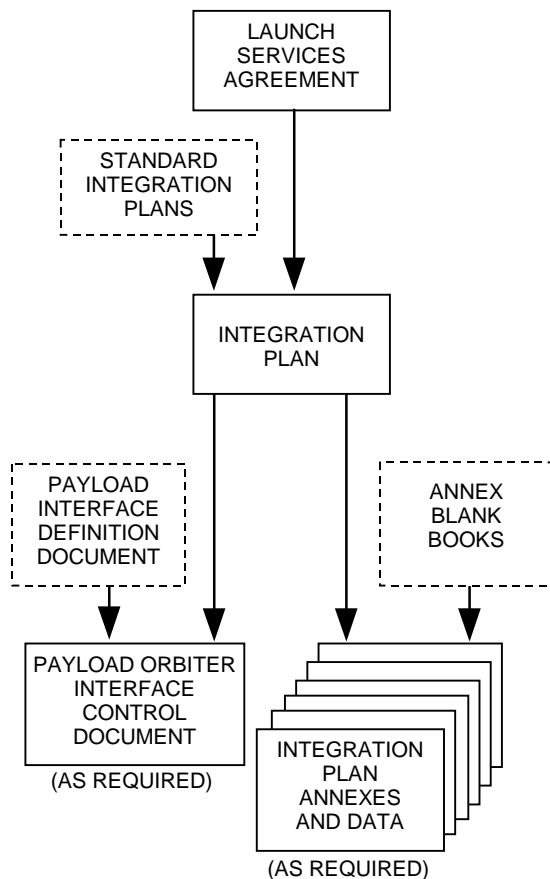 LAUNCH
SERVICES
AGREEMENT
STANDARD
INTEGRATION
PLANS
INTEGRATION
PLAN
PAYLOAD
INTERFACE
DEFINITION
DOCUMENT
ANNEX
BLANK
BOOKS
PAYLOAD ORBITER
INTERFACE
CONTROL
DOCUMENT
(AS REQUIRED)
INTEGRATION
PLAN
ANNEXES
AND DATA
(AS REQUIRED)